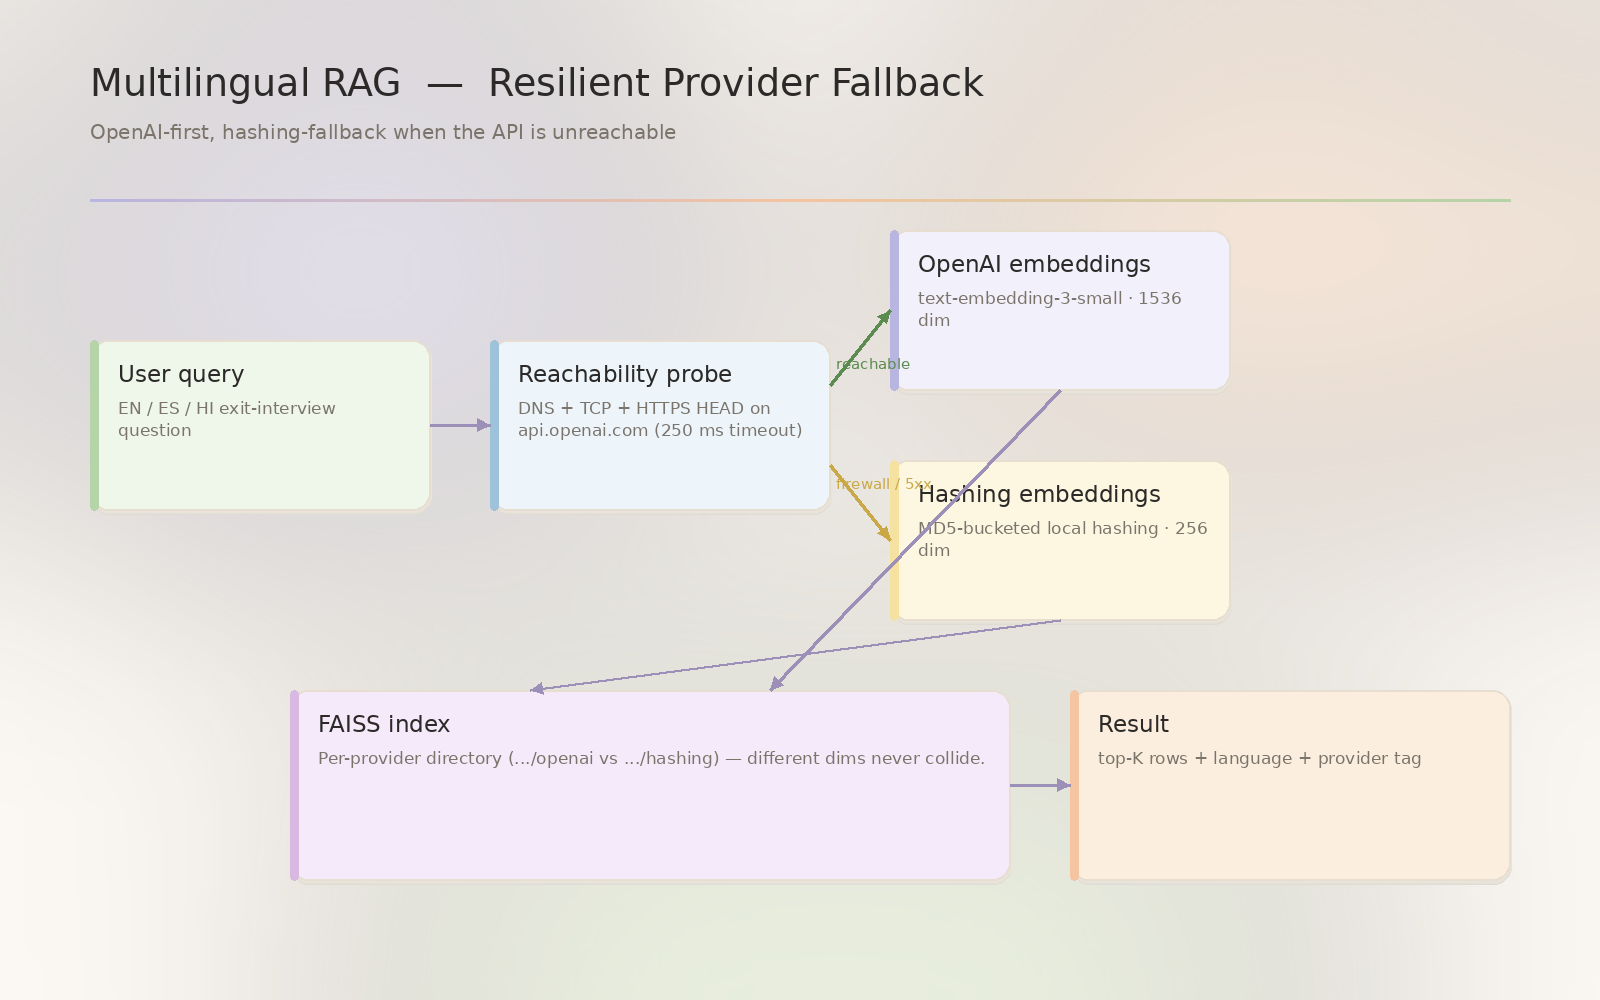 Multilingual RAG — Resilient Provider Fallback
OpenAI-first, hashing-fallback when the API is unreachable
User query
EN / ES / HI exit-interview
question
Reachability probe
DNS + TCP + HTTPS HEAD on
api.openai.com (250 ms timeout)
reachable
firewall / 5xx
OpenAI embeddings
text-embedding-3-small · 1536
dim
Hashing embeddings
MD5-bucketed local hashing · 256
dim
FAISS index
Per-provider directory (.../openai vs .../hashing) — different dims never collide.
Result
top-K rows + language + provider tag